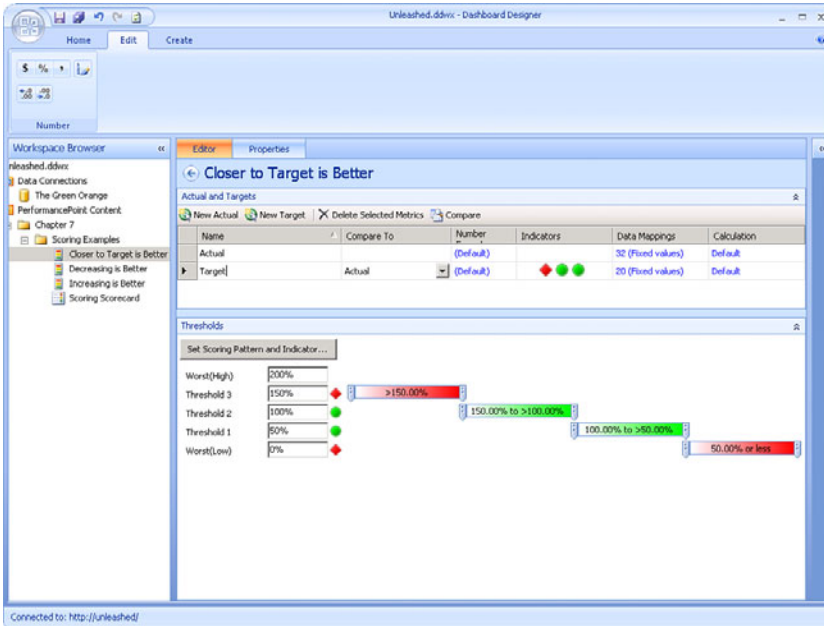 Unleashed.ddwx - Dashboard Designer
Home Edit Create
$ % ,
.00 .00
Number
Workspace Browser «
nleashed.ddwx
Data Connections
The Green Orange
PerformancePoint Content
Chapter 7
Scoring Examples
Closer to Target is Better
Decreasing is Better
Increasing is Better
Scoring Scorecard
Editor Properties
Closer to Target is Better
Actual and Targets
New Actual New Target Delete Selected Metrics Compare
Name Compare To Number Indicators Data Mappings Calculation
Actual (Default) 32 (Fixed values) Default
Target Actual (Default) 20 (Fixed values) Default
Thresholds
Set Scoring Pattern and Indicator...
Worst(High) 200%
Threshold 3 150% >150.00%
Threshold 2 100% 150.00% to >100.00%
Threshold 1 50% 100.00% to >50.00%
Worst(Low) 0% 50.00% or less
Connected to: http://unleashed/